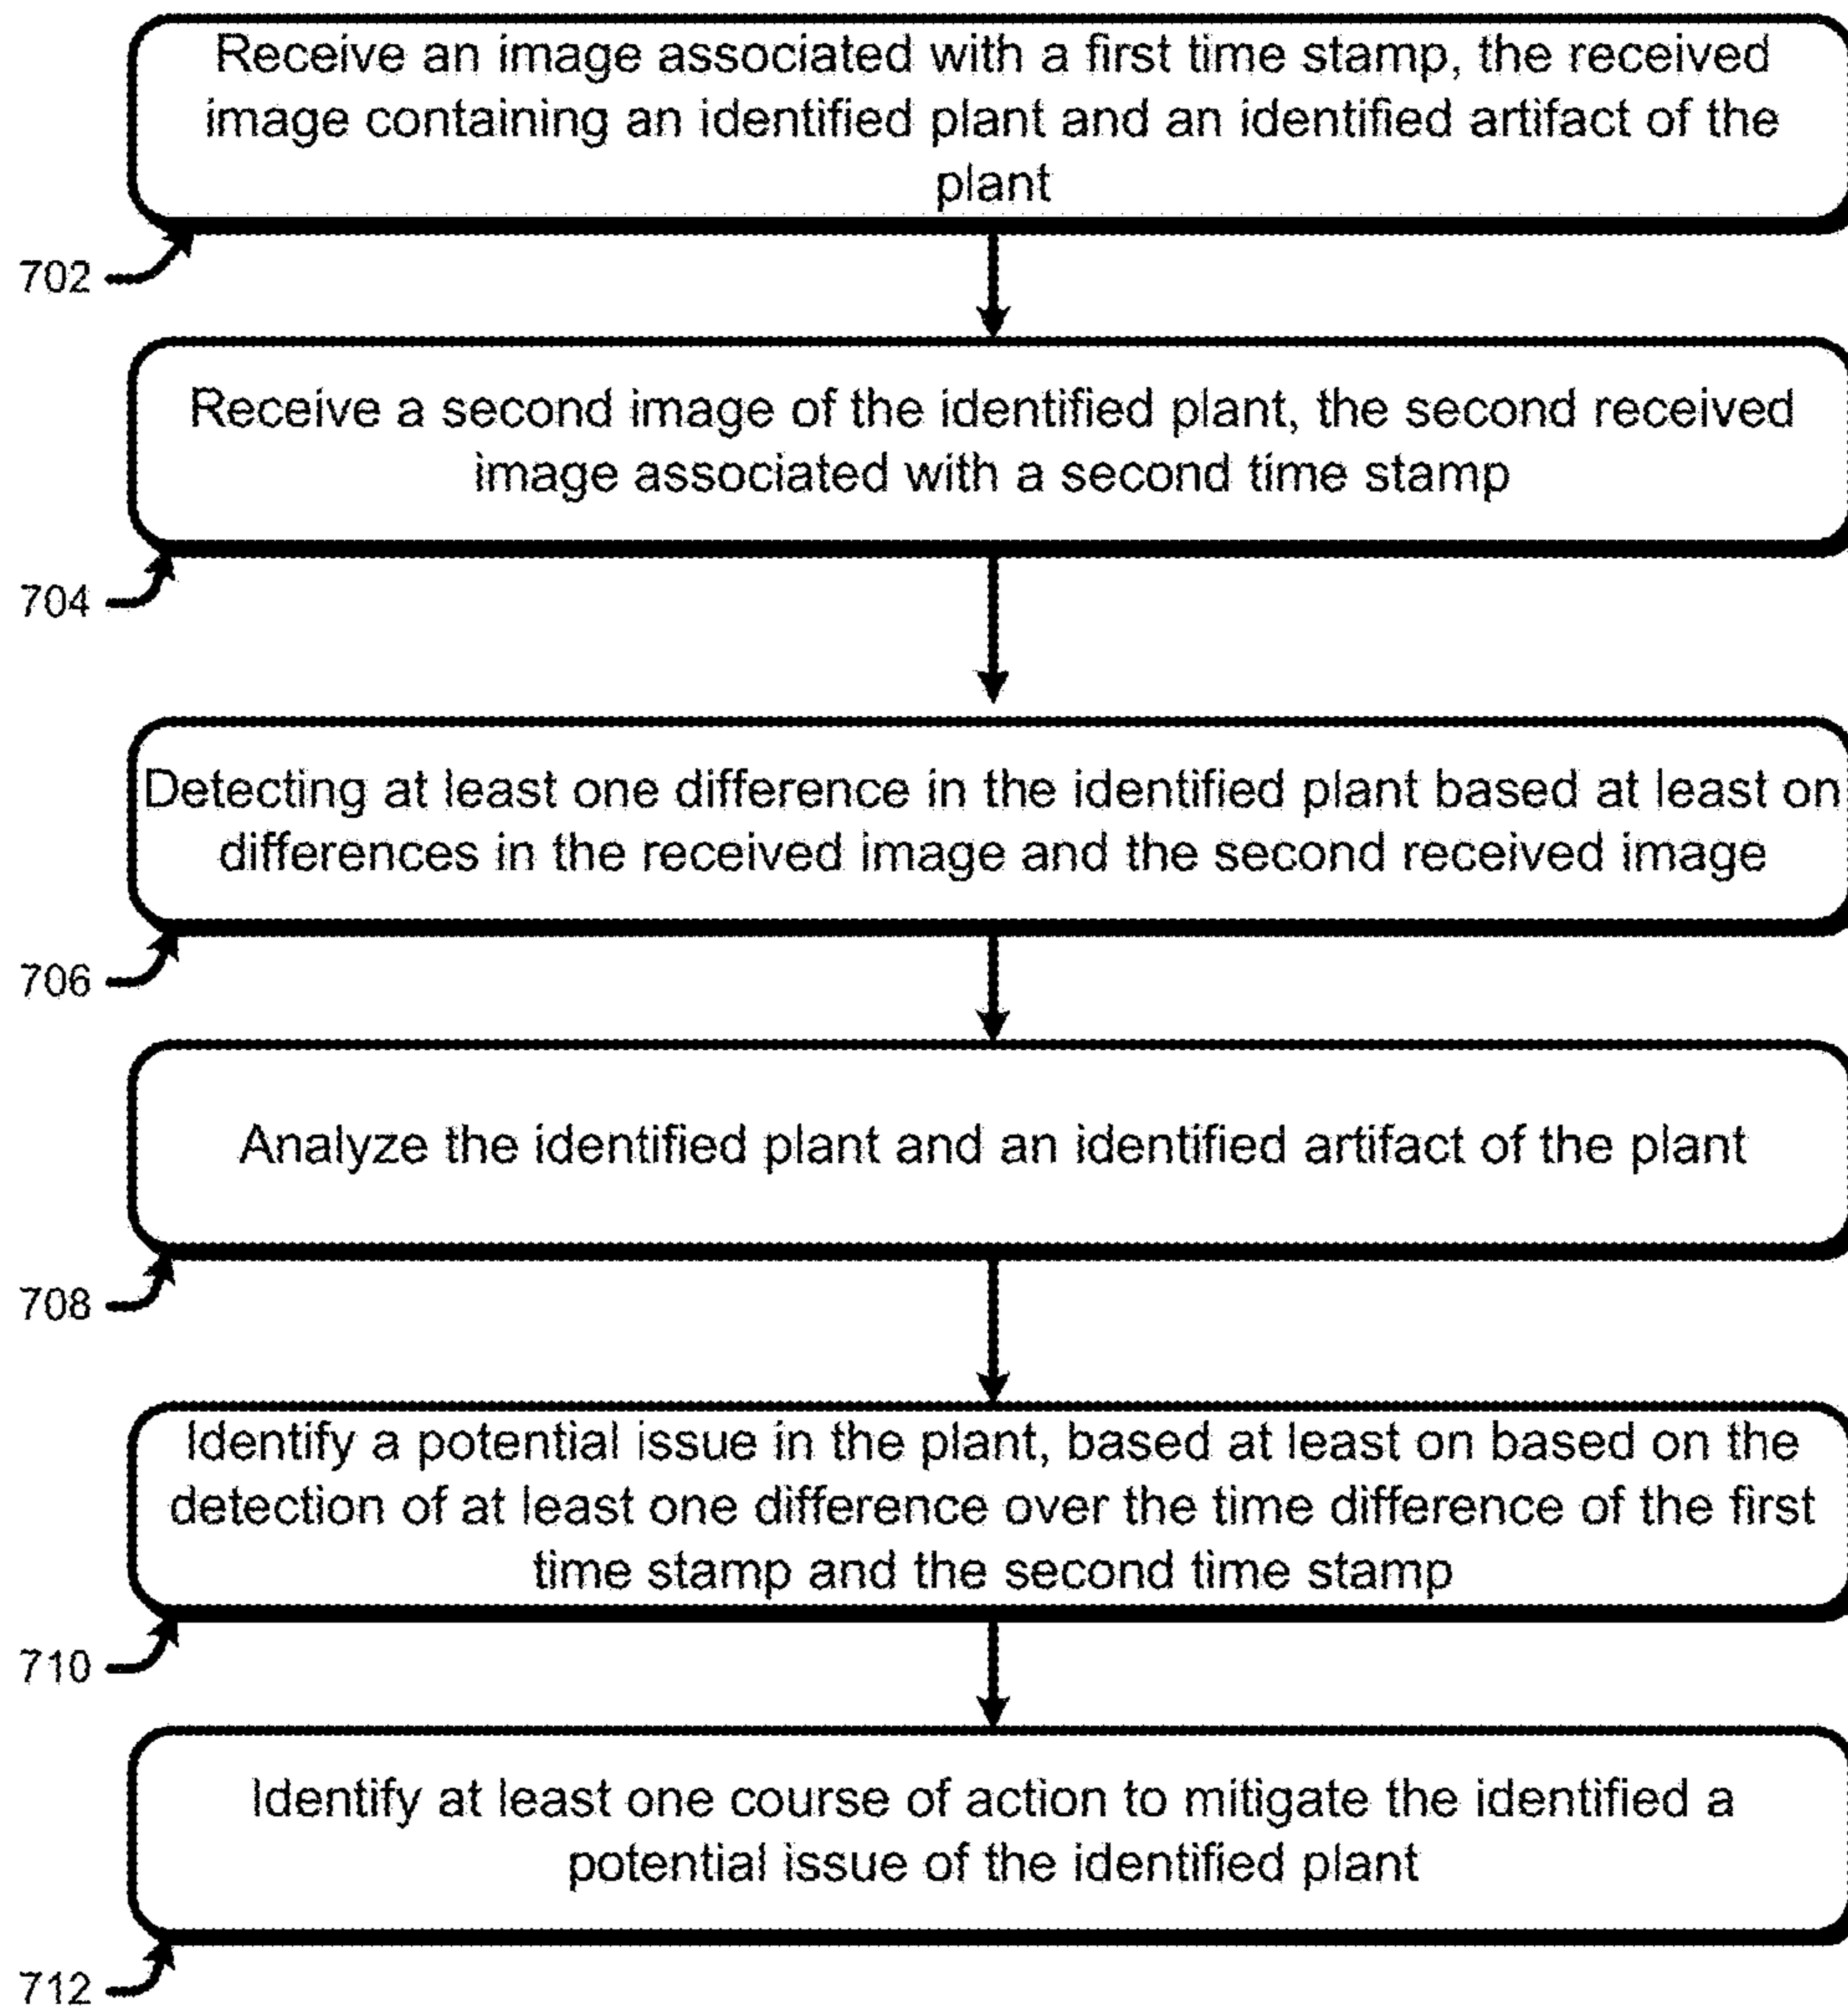 Receive an image associated with a first time stamp, the received
image containing an identified plant and an identified artifact of the
plant
702
Receive a second image of the identified plant, the second received
image associated with a second time stamp
704
Detecting at least one difference in the identified plant based at least on
differences in the received image and the second received image
706
Analyze the identified plant and an identified artifact of the plant
708
Identify a potential issue in the plant, based at least on based on the
detection of at least one difference over the time difference of the first
time stamp and the second time stamp
710
Identify at least one course of action to mitigate the identified a
potential issue of the identified plant
712